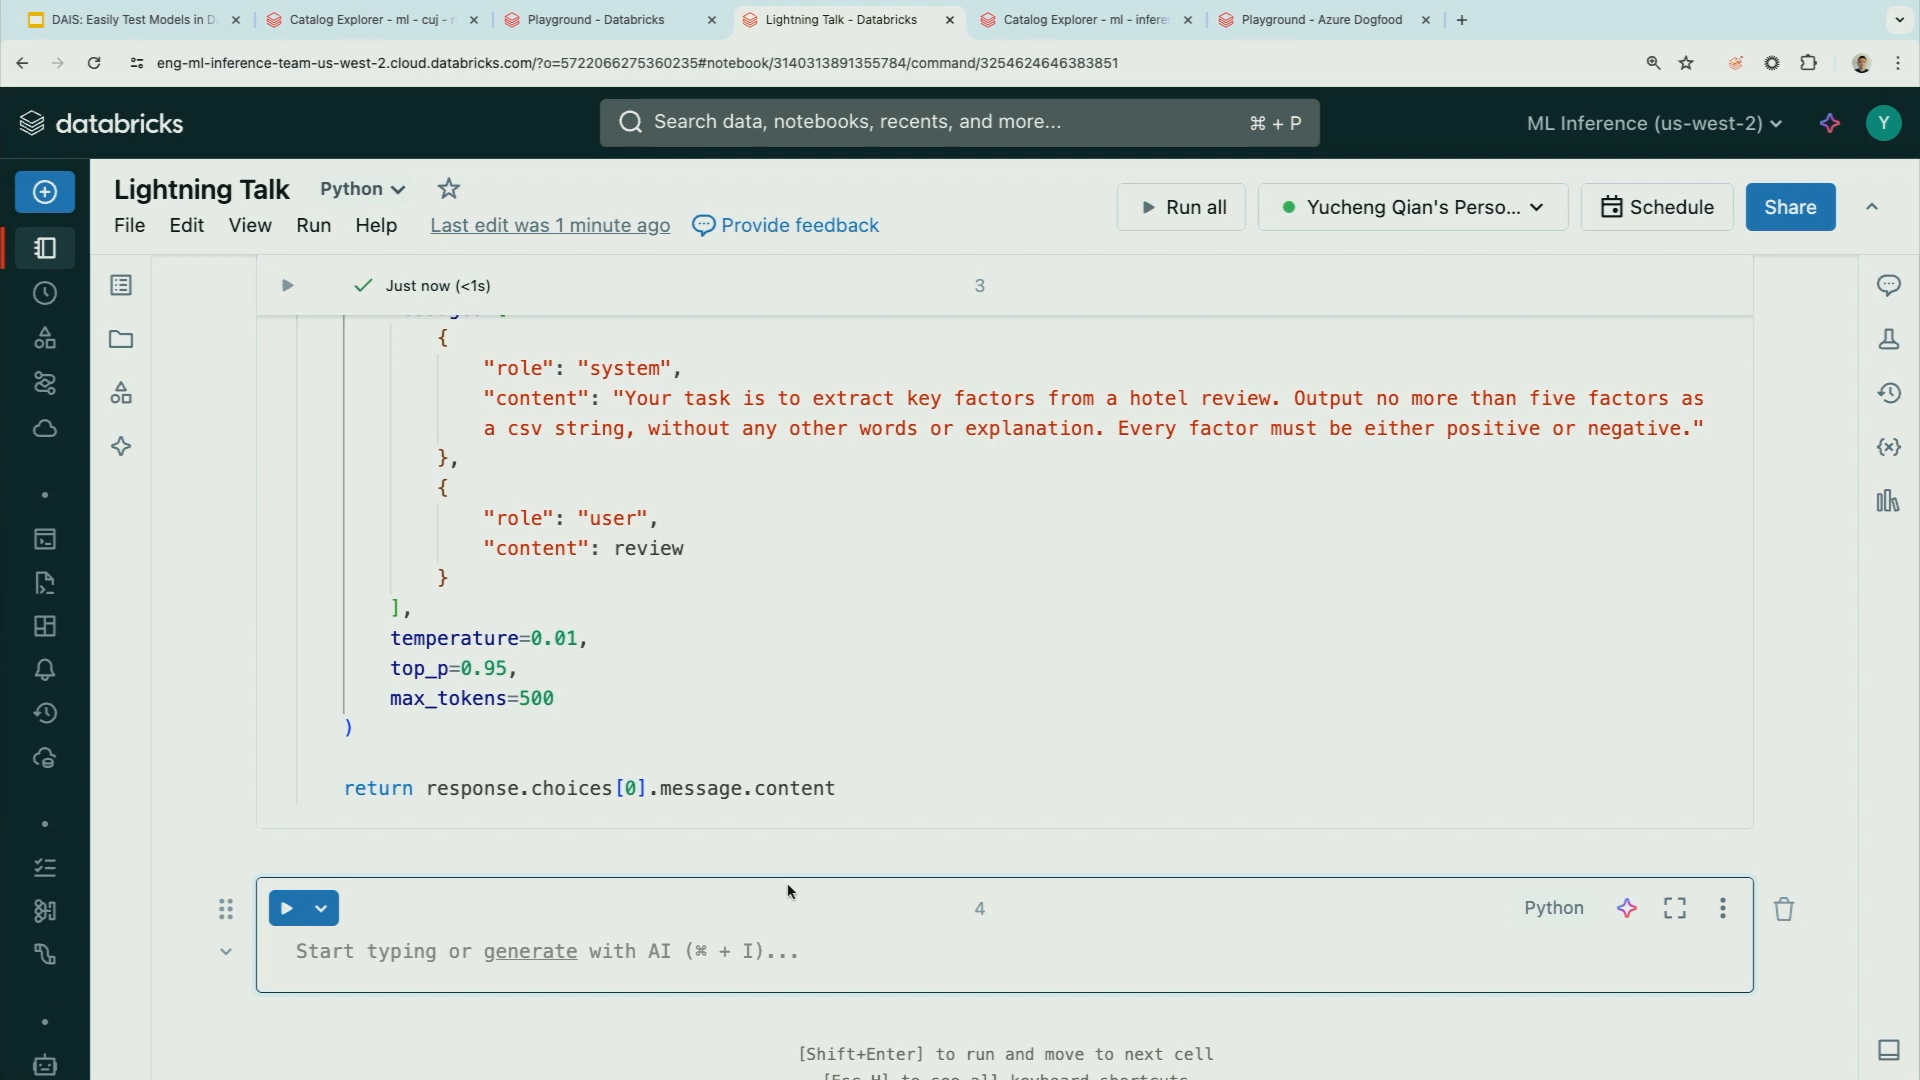 DAIS: Easily Test Models in D
Catalog Explorer - ml - cuj - r
Playground - Databricks
Lightning Talk - Databricks
Catalog Explorer - ml - infere
Playground - Azure Dogfood
eng-ml-inference-team-us-west-2.cloud.databricks.com/?o=5722066275360235#notebook/3140313891355784/command/3254624646383851
databricks
Search data, notebooks, recents, and more...
⌘ + P
ML Inference (us-west-2)
Y
Lightning Talk
Python
Run all
Yucheng Qian's Perso...
Schedule
Share
File Edit View Run Help
Last edit was 1 minute ago
Provide feedback
Just now (<1s)
3
{
"role": "system",
"content": "Your task is to extract key factors from a hotel review. Output no more than five factors as
a csv string, without any other words or explanation. Every factor must be either positive or negative."
},
{
"role": "user",
"content": review
}
],
temperature=0.01,
top_p=0.95,
max_tokens=500
)
return response.choices[0].message.content
4
Python
Start typing or generate with AI (⌘ + I)...
[Shift+Enter] to run and move to next cell
[Esc H] to see all keyboard shortcuts